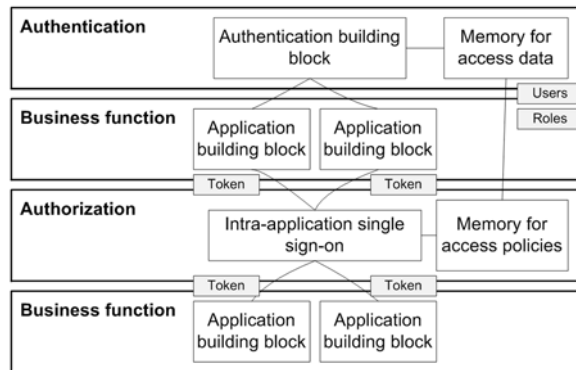 Authentication
Authentication building
block
Memory for
access data
Users
Business function
Roles
Application
building block
Application
building block
Token
Token
Authorization
Intra-application single
sign-on
Memory for
access policies
Token
Token
Business function
Application
building block
Application
building block